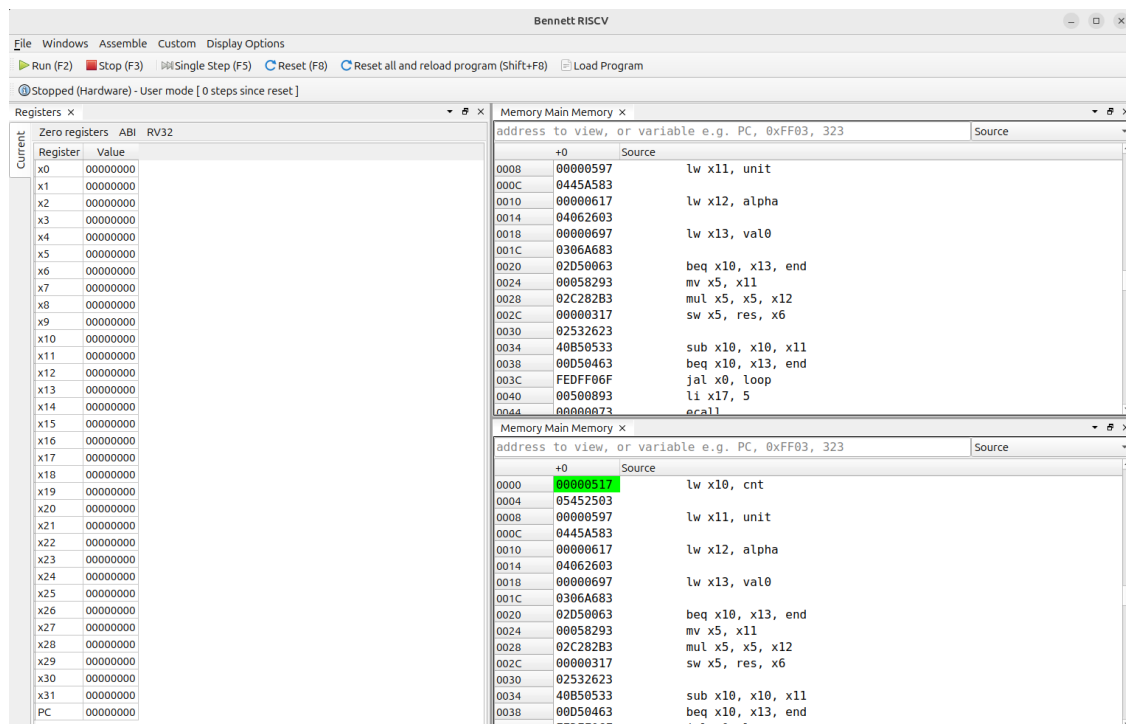 Bennett RISCV
File Windows Assemble Custom Display Options
Run (F2) Stop (F3) Single Step (F5) Reset (F8) Reset all and reload program (Shift+F8) Load Program
Stopped (Hardware) - User mode [ 0 steps since reset ]
Registers
Current
Zero registers ABI RV32
Register Value
x0 00000000
x1 00000000
x2 00000000
x3 00000000
x4 00000000
x5 00000000
x6 00000000
x7 00000000
x8 00000000
x9 00000000
x10 00000000
x11 00000000
x12 00000000
x13 00000000
x14 00000000
x15 00000000
x16 00000000
x17 00000000
x18 00000000
x19 00000000
x20 00000000
x21 00000000
x22 00000000
x23 00000000
x24 00000000
x25 00000000
x26 00000000
x27 00000000
x28 00000000
x29 00000000
x30 00000000
x31 00000000
PC 00000000
Memory Main Memory
address to view, or variable e.g. PC, 0xFF03, 323 Source
+0 Source
0008 00000597 lw x11, unit
000C 0445A583
0010 00000617 lw x12, alpha
0014 04062603
0018 00000697 lw x13, val0
001C 0306A683
0020 02D50063 beq x10, x13, end
0024 00058293 mv x5, x11
0028 02C282B3 mul x5, x5, x12
002C 00000317 sw x5, res, x6
0030 02532623
0034 40B50533 sub x10, x10, x11
0038 00D50463 beq x10, x13, end
003C FEDFF06F jal x0, loop
0040 00500893 li x17, 5
0044 00000073 ecall
Memory Main Memory
address to view, or variable e.g. PC, 0xFF03, 323 Source
+0 Source
0000 00000517 lw x10, cnt
0004 05452503
0008 00000597 lw x11, unit
000C 0445A583
0010 00000617 lw x12, alpha
0014 04062603
0018 00000697 lw x13, val0
001C 0306A683
0020 02D50063 beq x10, x13, end
0024 00058293 mv x5, x11
0028 02C282B3 mul x5, x5, x12
002C 00000317 sw x5, res, x6
0030 02532623
0034 40B50533 sub x10, x10, x11
0038 00D50463 beq x10, x13, end